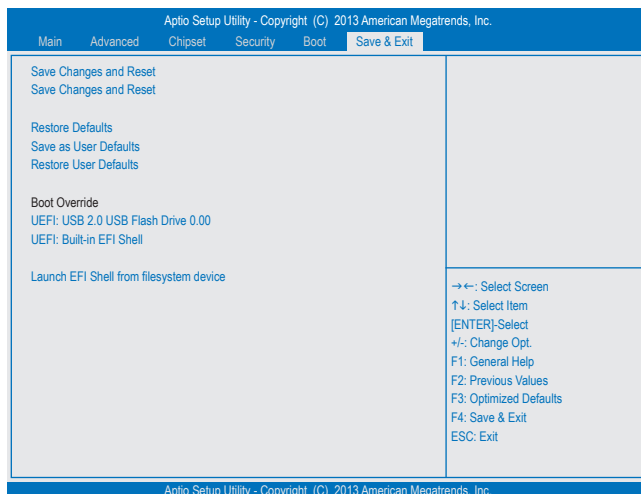 Aptio Setup Utility - Copyright (C) 2013 American Megatrends, Inc.
Main Advanced Chipset Security Boot Save & Exit
Save Changes and Reset
Save Changes and Reset
Restore Defaults
Save as User Defaults
Restore User Defaults
Boot Override
UEFI: USB 2.0 USB Flash Drive 0.00
UEFI: Built-in EFI Shell
Launch EFI Shell from filesystem device
→←: Select Screen
↑↓: Select Item
[ENTER]-Select
+/-: Change Opt.
F1: General Help
F2: Previous Values
F3: Optimized Defaults
F4: Save & Exit
ESC: Exit
Aptio Setup Utility - Copyright (C) 2013 American Megatrends, Inc.